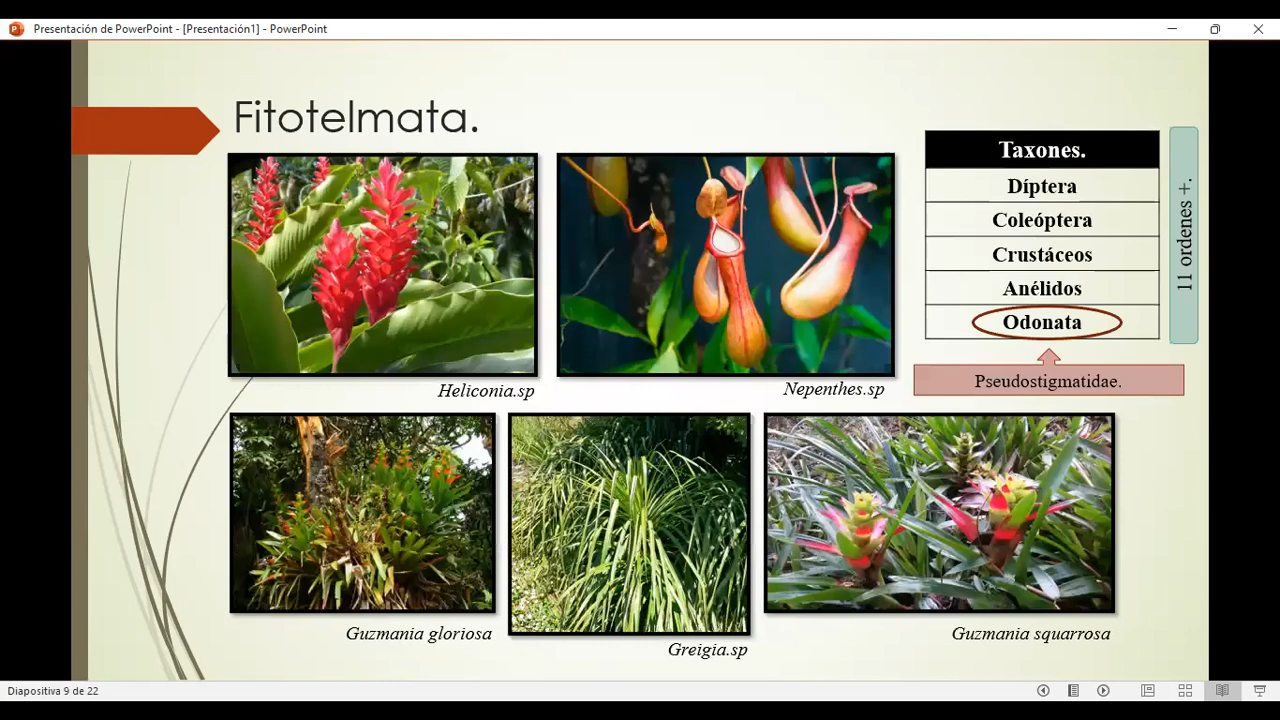 Presentación de PowerPoint - [Presentación1] - PowerPoint
Fitotelmata.
Taxones.
Díptera
Coleóptera
Crustáceos
Anélidos
Odonata
11 ordenes +.
Pseudostigmatidae.
Heliconia.sp
Nepenthes.sp
Guzmania gloriosa
Greigia.sp
Guzmania squarrosa
Diapositiva 9 de 22